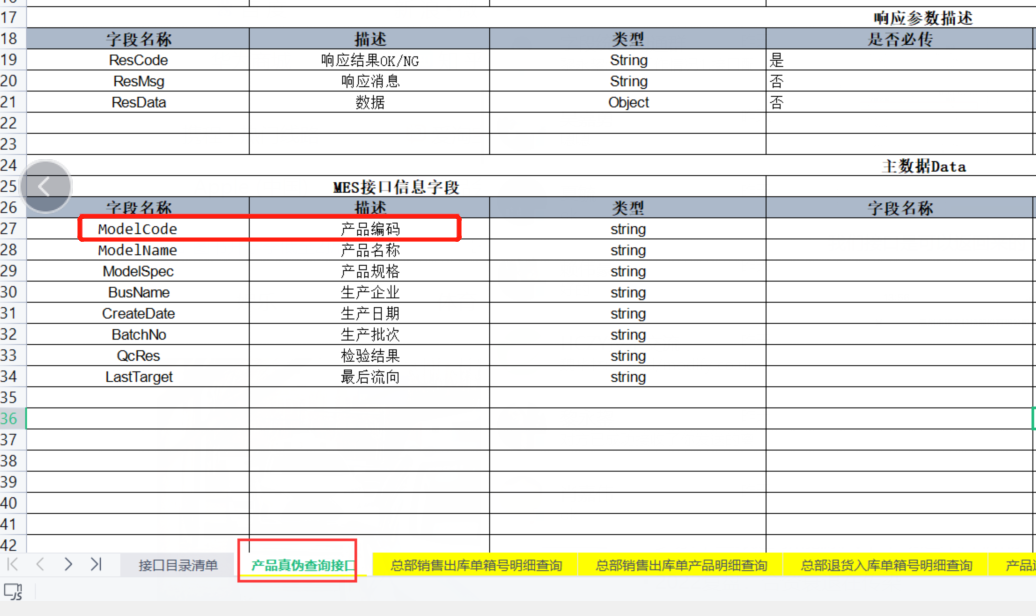 17 响应参数描述
18 字段名称 描述 类型 是否必传
19 ResCode 响应结果OK/NG String 是
20 ResMsg 响应消息 String 否
21 ResData 数据 Object 否
22
23
24 主数据Data
25 MES接口信息字段
26 字段名称 描述 类型 字段名称
27 ModelCode 产品编码 string
28 ModelName 产品名称 string
29 ModelSpec 产品规格 string
30 BusName 生产企业 string
31 CreateDate 生产日期 string
32 BatchNo 生产批次 string
33 QcRes 检验结果 string
34 LastTarget 最后流向 string
35
36
37
38
39
40
41
42
接口目录清单 产品真伪查询接口 总部销售出库单箱号明细查询 总部销售出库单产品明细查询 总部退货入库单箱号明细查询 产品
JS